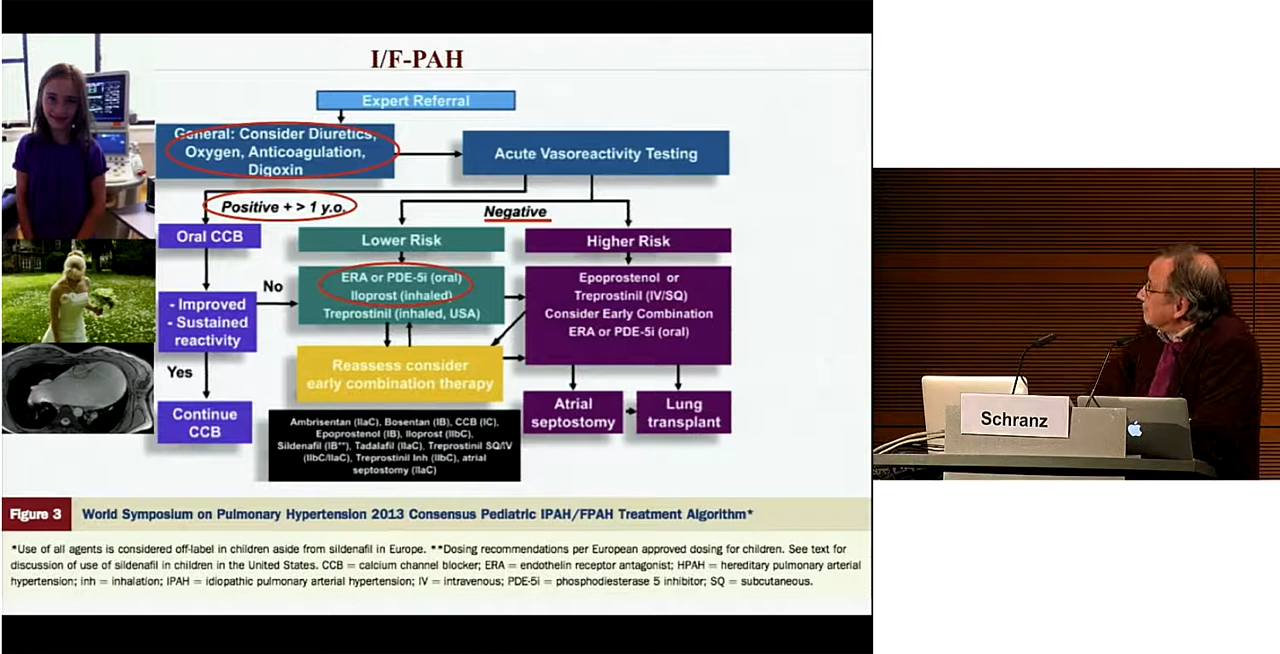 I/F-PAH
Expert Referral
General: Consider Diuretics,
Oxygen, Anticoagulation,
Digoxin
Acute Vasoreactivity Testing
Positive + > 1 y.o.
Negative
Oral CCB
Lower Risk
Higher Risk
- Improved
- Sustained
reactivity
No
ERA or PDE-5i (oral)
Iloprost (inhaled)
Treprostinil (inhaled, USA)
Epoprostenol or
Treprostinil (IV/SQ)
Consider Early Combination
ERA or PDE-5i (oral)
Reassess consider
early combination therapy
Yes
Continue
CCB
Atrial
septostomy
Lung
transplant
Ambrisentan (IIaC), Bosentan (IB), CCB (IC),
Epoprostenol (IB), Iloprost (IIbC),
Sildenafil (IB**), Tadalafil (IIaC), Treprostinil SQ/IV
(IIbC/IIaC), Treprostinil Inh (IIbC), atrial
septostomy (IIaC)
Figure 3 World Symposium on Pulmonary Hypertension 2013 Consensus Pediatric IPAH/FPAH Treatment Algorithm*
*Use of all agents is considered off-label in children aside from sildenafil in Europe. **Dosing recommendations per European approved dosing for children. See text for
discussion of use of sildenafil in children in the United States. CCB = calcium channel blocker; ERA = endothelin receptor antagonist; HPAH = hereditary pulmonary arterial
hypertension; inh = inhalation; IPAH = idiopathic pulmonary arterial hypertension; IV = intravenous; PDE-5i = phosphodiesterase 5 inhibitor; SQ = subcutaneous.
Schranz